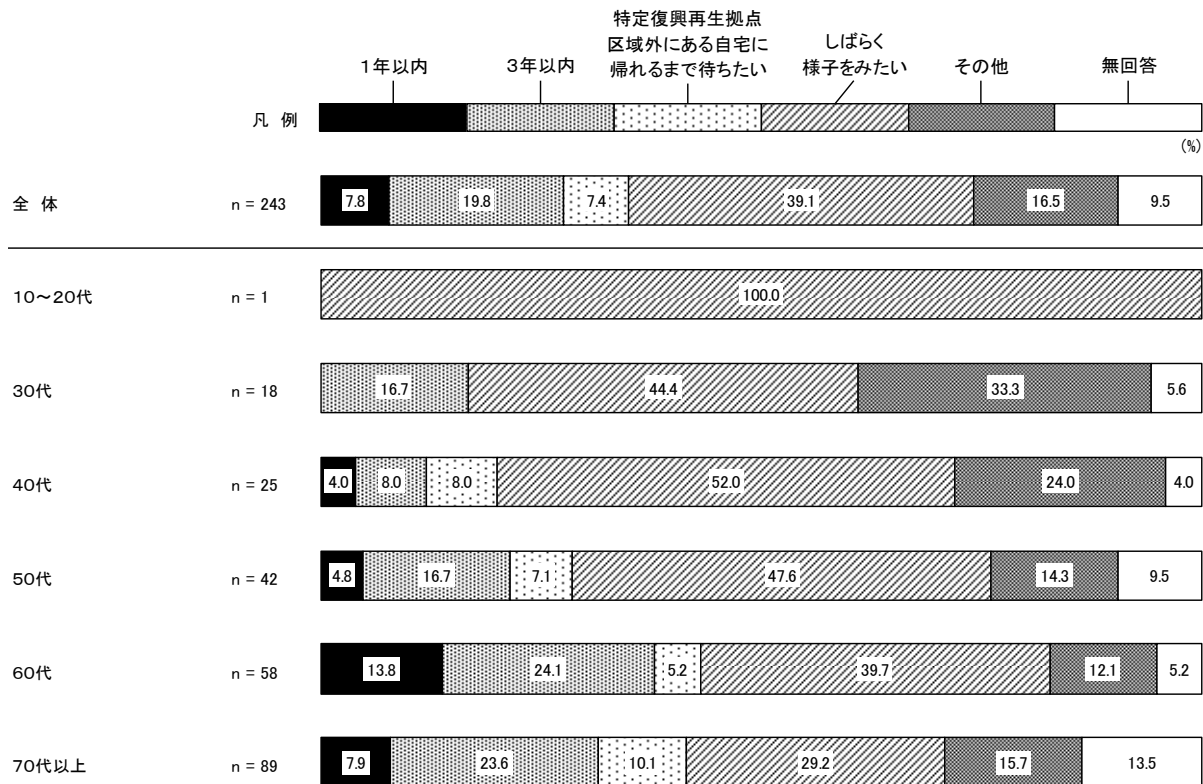 特定復興再生拠点
区域外にある自宅に
帰れるまで待ちたい
1年以内
3年以内
しばらく
様子をみたい
その他
無回答
凡 例
(%)
全 体 n = 243 7.8 19.8 7.4 39.1 16.5 9.5
10～20代 n = 1 100.0
30代 n = 18 16.7 44.4 33.3 5.6
40代 n = 25 4.0 8.0 8.0 52.0 24.0 4.0
50代 n = 42 4.8 16.7 7.1 47.6 14.3 9.5
60代 n = 58 13.8 24.1 5.2 39.7 12.1 5.2
70代以上 n = 89 7.9 23.6 10.1 29.2 15.7 13.5